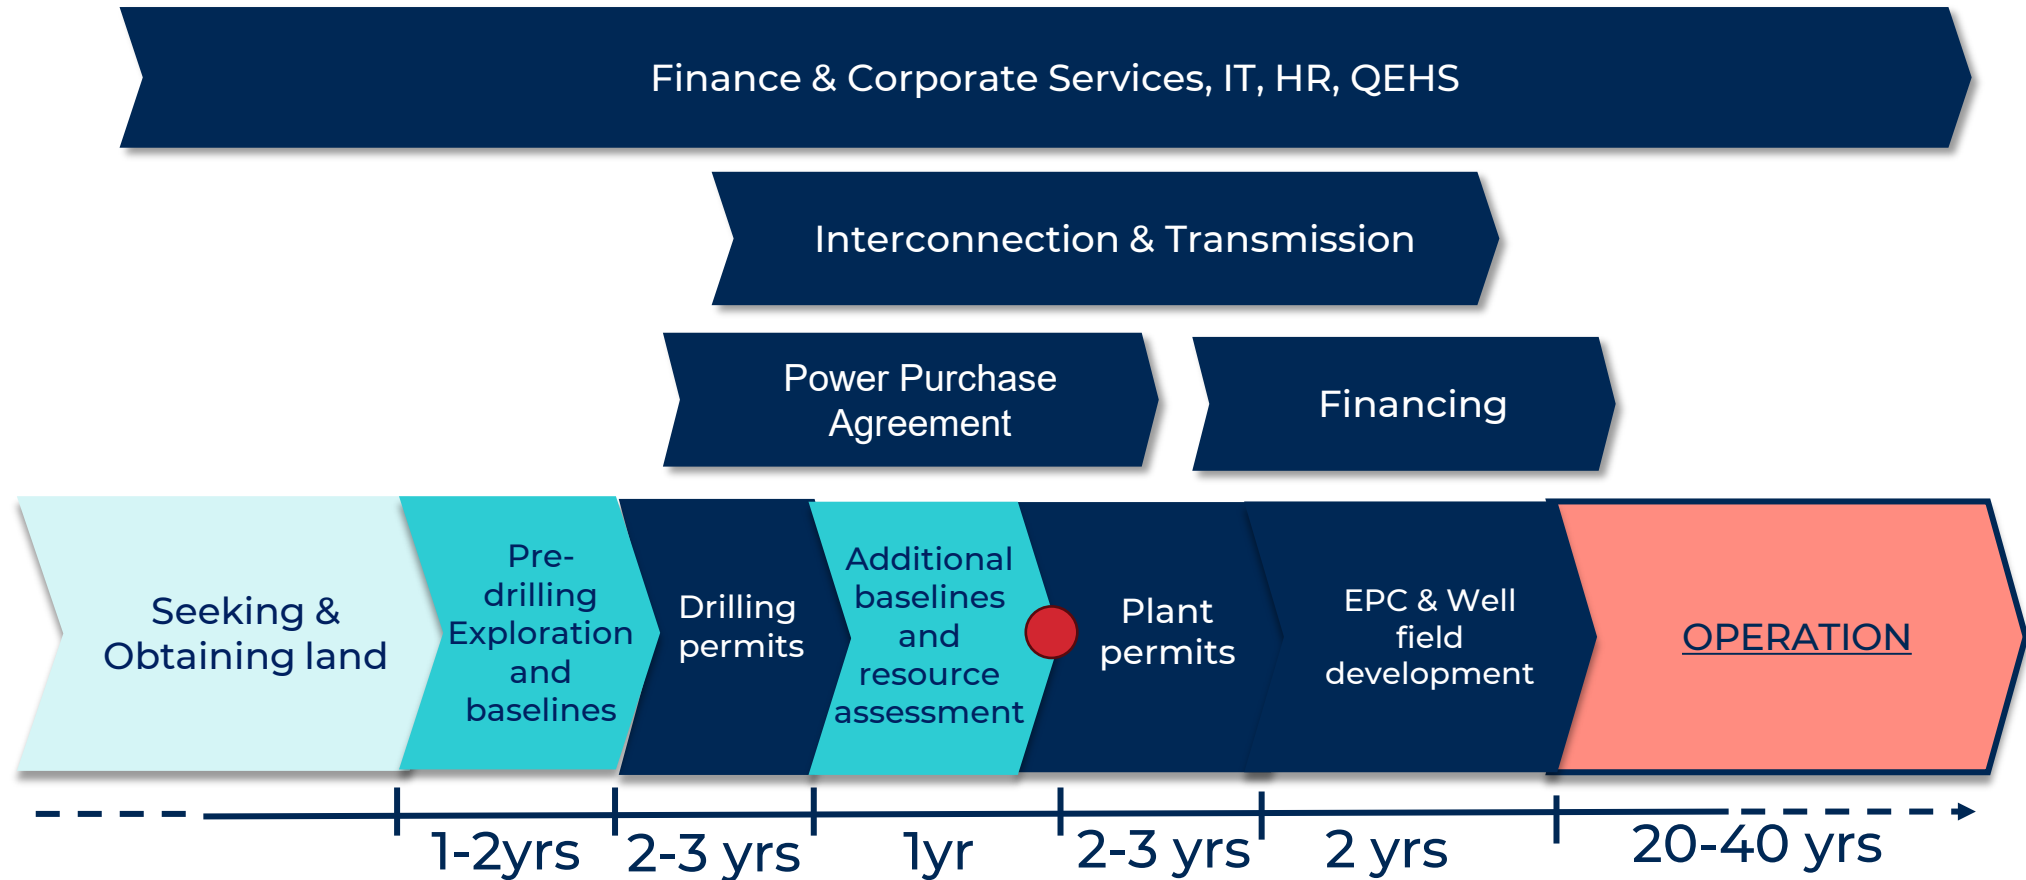 Finance & Corporate Services, IT, HR, QEHS
Interconnection & Transmission
Power Purchase
Agreement
Financing
Seeking &
Obtaining land
Pre-
drilling
Exploration
and
baselines
Drilling
permits
Additional
baselines
and
resource
assessment
Plant
permits
EPC & Well
field
development
OPERATION
1-2yrs
2-3 yrs
1yr
2-3 yrs
2 yrs
20-40 yrs